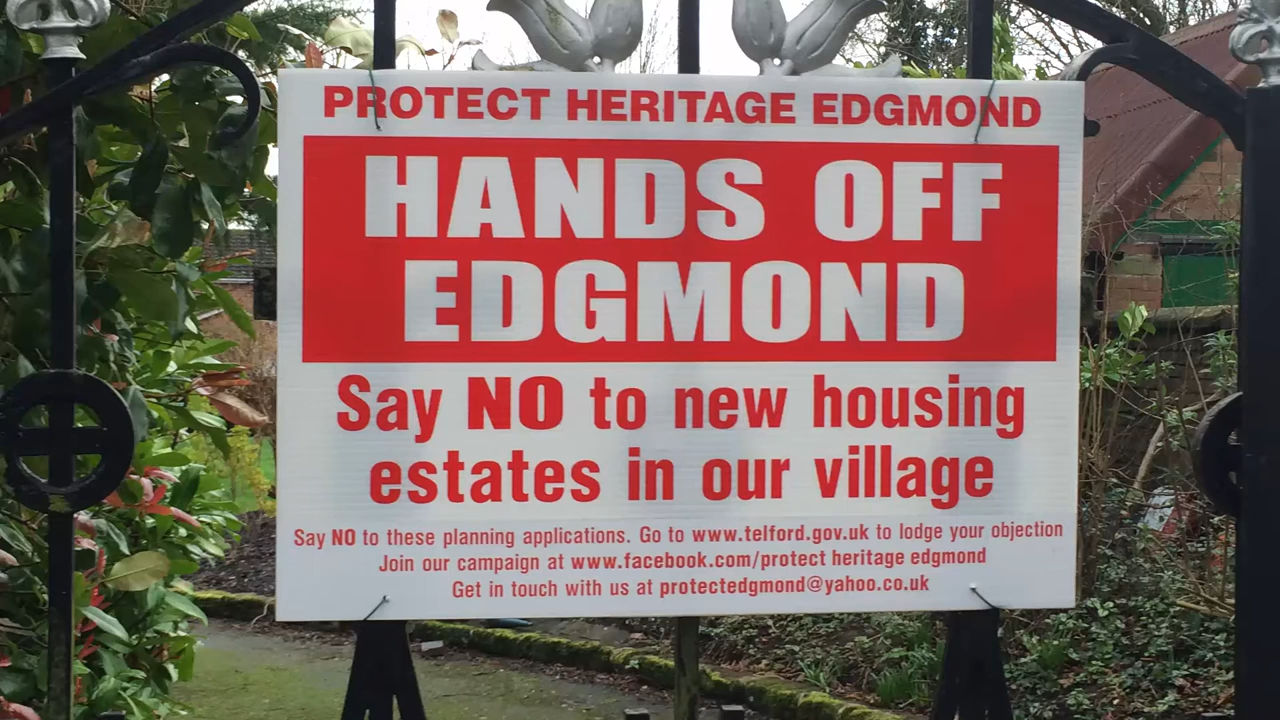 PROTECT HERITAGE EDGMOND
HANDS OFF
EDGMOND
Say NO to new housing
estates in our village
Say NO to these planning applications. Go to www.telford.gov.uk to lodge your objection
Join our campaign at www.facebook.com/protect heritage edgmond
Get in touch with us at protectedgmond@yahoo.co.uk